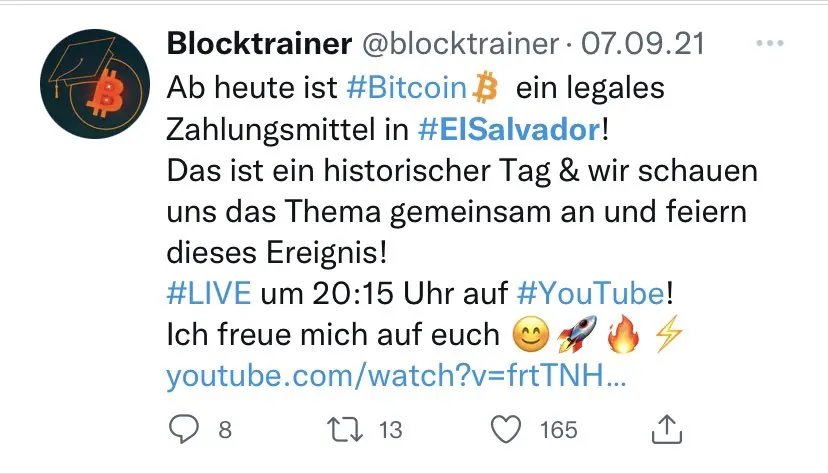 Blocktrainer @blocktrainer · 07.09.21
Ab heute ist #Bitcoin ein legales
Zahlungsmittel in #ElSalvador!
Das ist ein historischer Tag & wir schauen
uns das Thema gemeinsam an und feiern
dieses Ereignis!
#LIVE um 20:15 Uhr auf #YouTube!
Ich freue mich auf euch 😊🚀🔥⚡
youtube.com/watch?v=frtTNH...
8 13 165